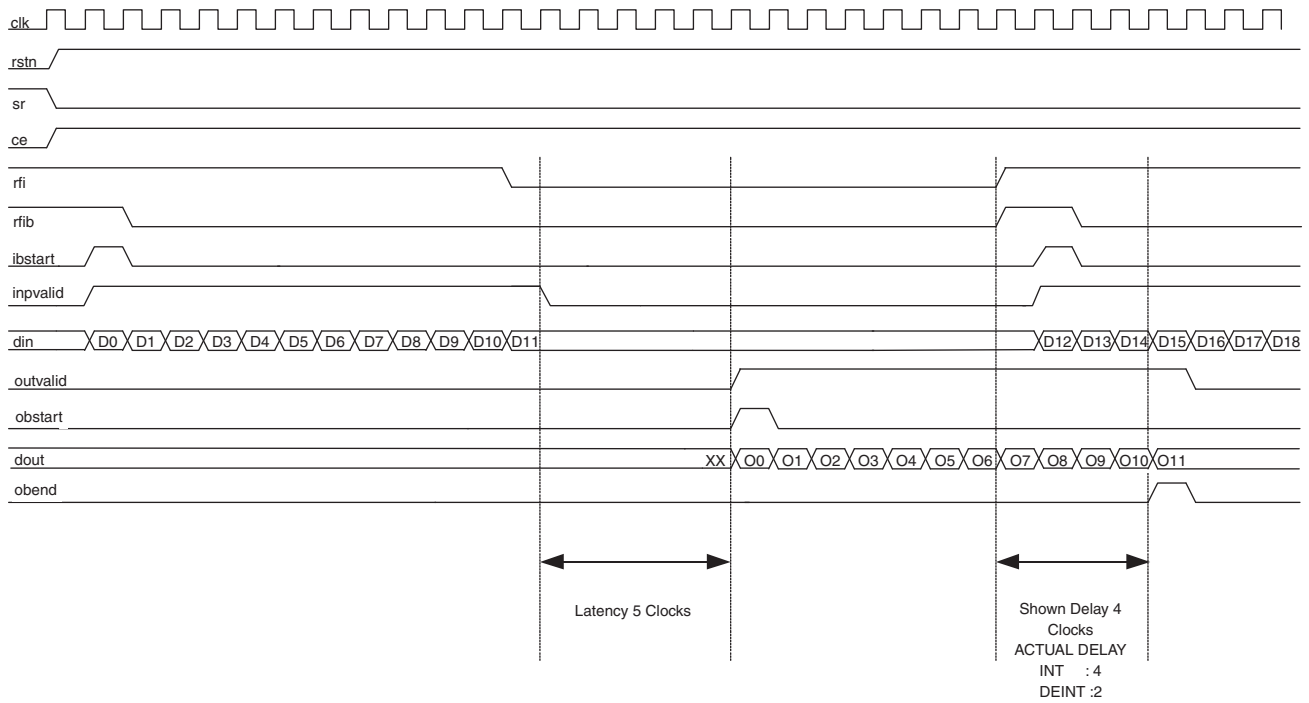 clk
rstn
sr
ce
rfi
rfib
ibstart
inpvalid
din D0 D1 D2 D3 D4 D5 D6 D7 D8 D9 D10 D11 D12 D13 D14 D15 D16 D17 D18
outvalid
obstart
dout XX O0 O1 O2 O3 O4 O5 O6 O7 O8 O9 O10 O11
obend
Latency 5 Clocks
Shown Delay 4
Clocks
ACTUAL DELAY
INT : 4
DEINT :2